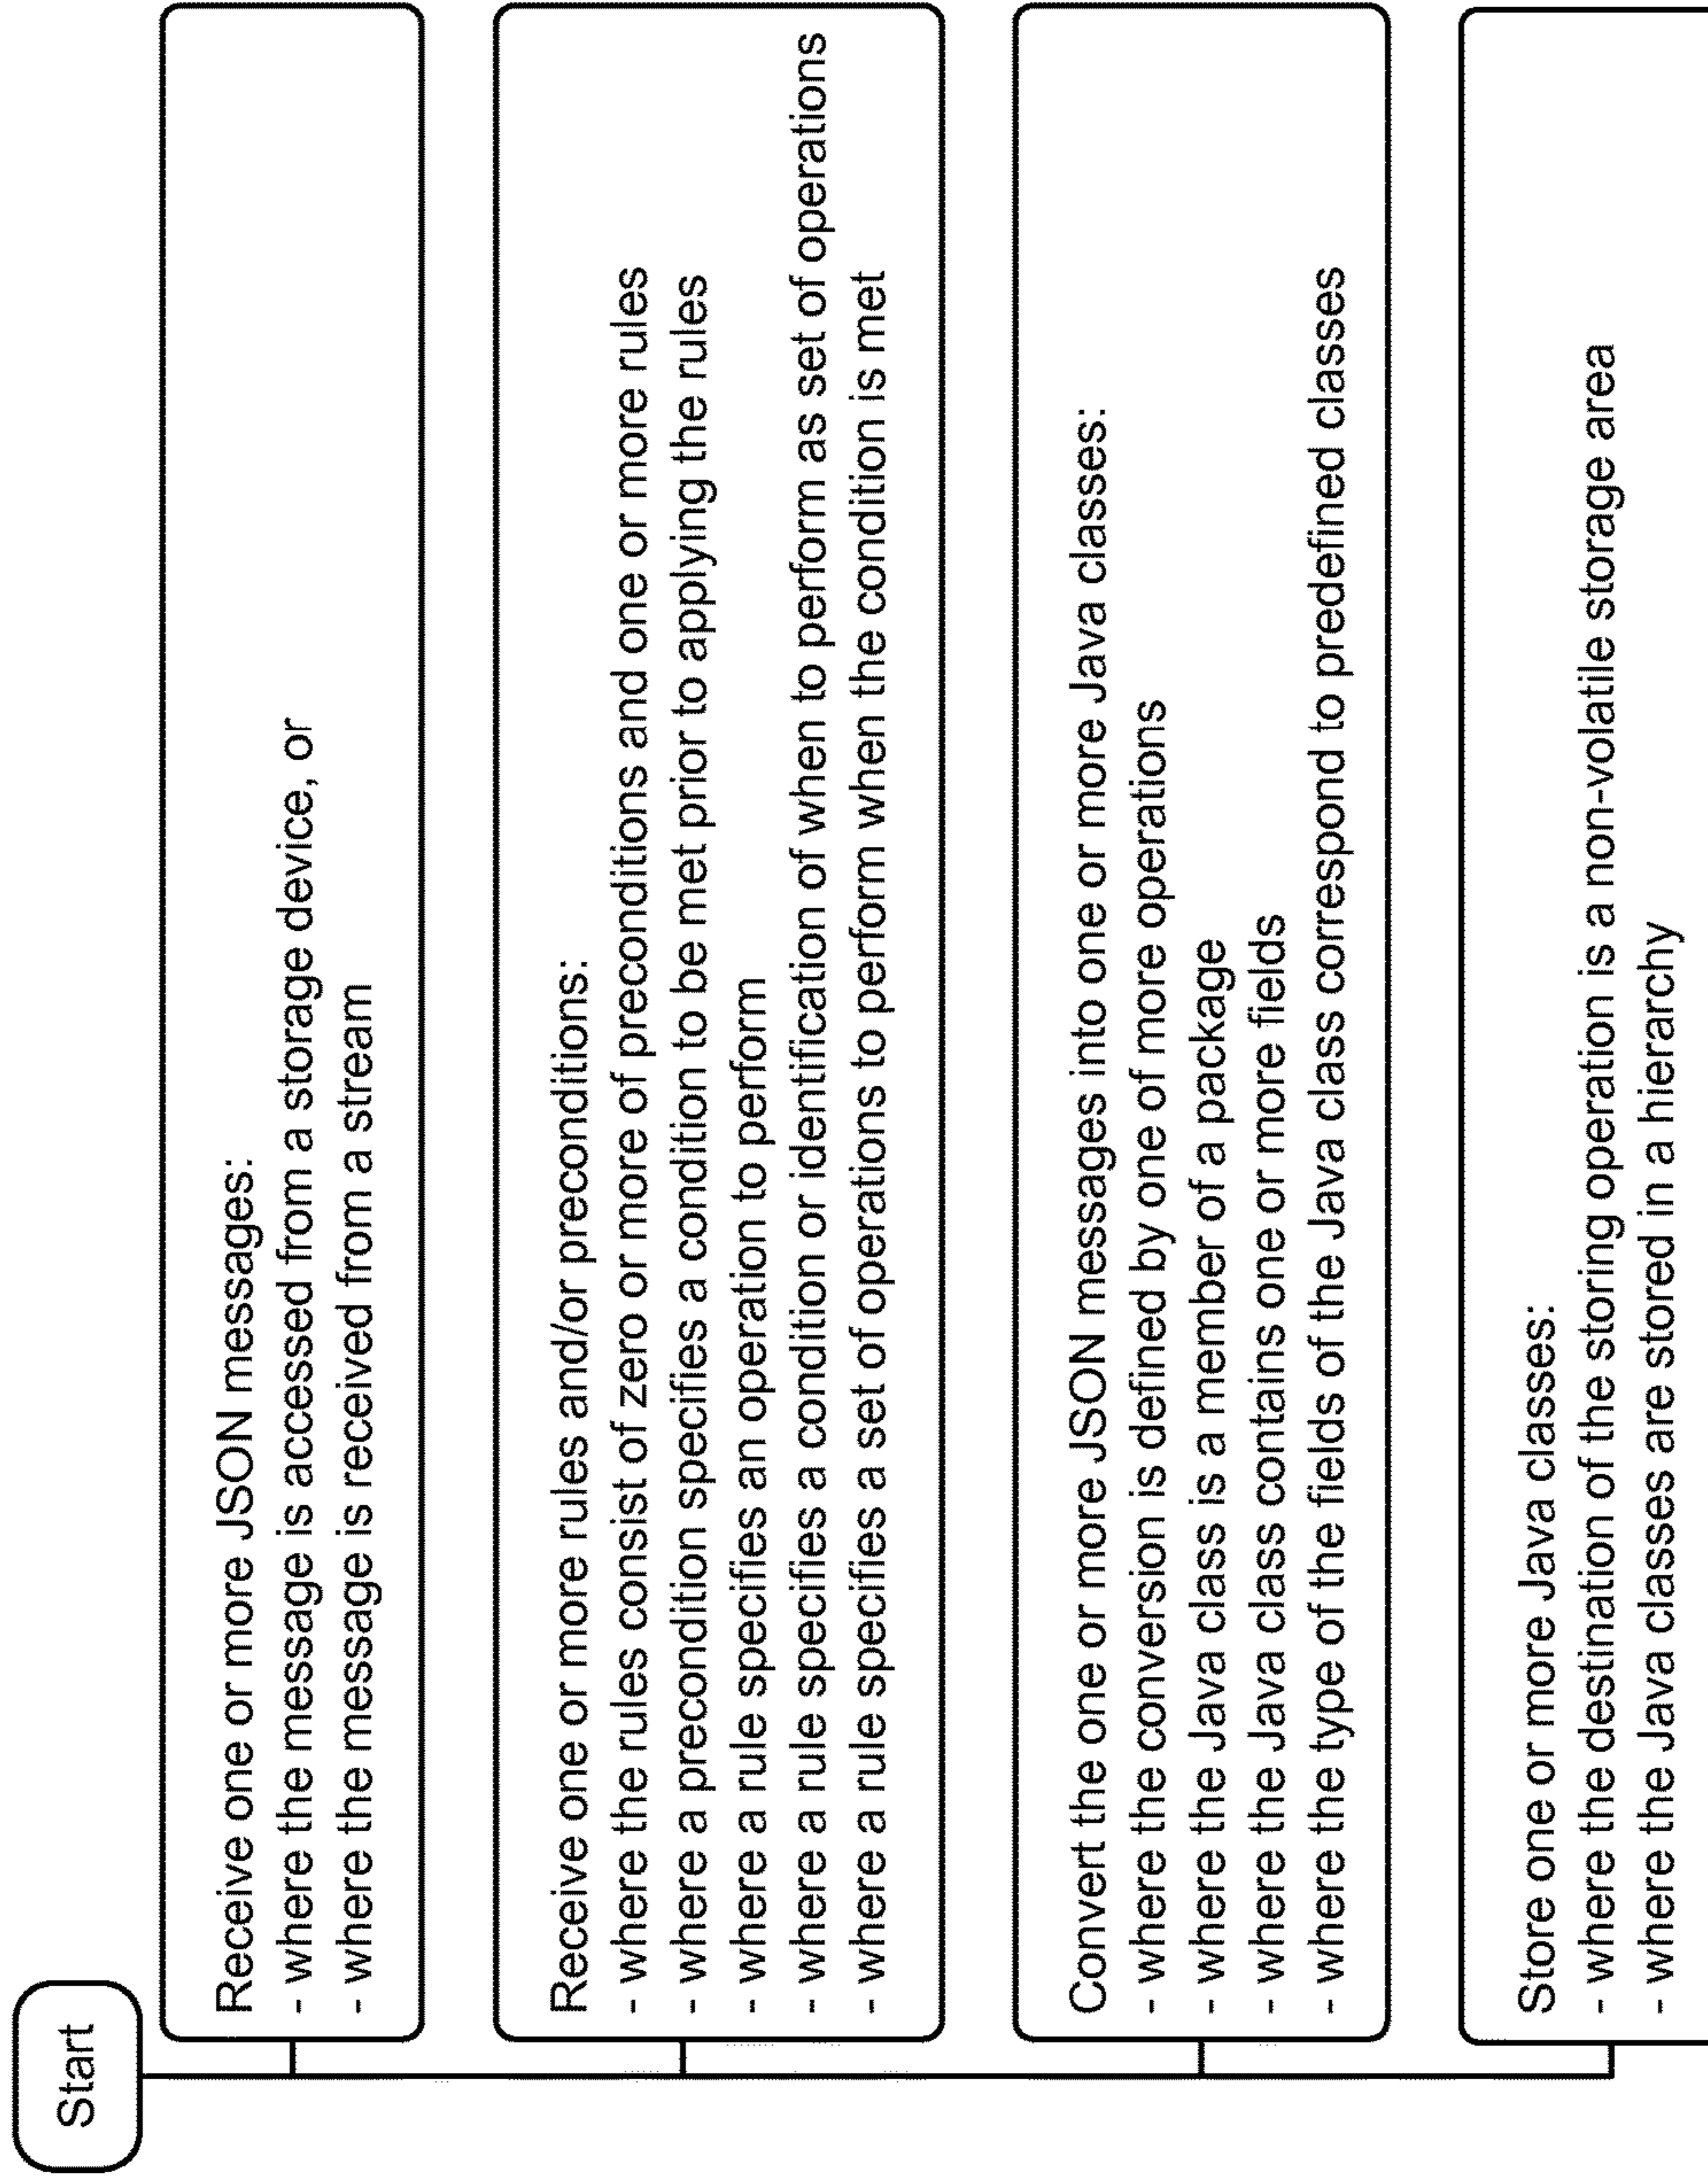 Start
Receive one or more JSON messages:
- where the message is accessed from a storage device, or
- where the message is received from a stream
Receive one or more rules and/or preconditions:
- where the rules consist of zero or more of preconditions and one or more rules
- where a precondition specifies a condition to be met prior to applying the rules
- where a rule specifies an operation to perform
- where a rule specifies a condition or identification of when to perform as set of operations
- where a rule specifies a set of operations to perform when the condition is met
Convert the one or more JSON messages into one or more Java classes:
- where the conversion is defined by one of more operations
- where the Java class is a member of a package
- where the Java class contains one or more fields
- where the type of the fields of the Java class correspond to predefined classes
Store one or more Java classes:
- where the destination of the storing operation is a non-volatile storage area
- where the Java classes are stored in a hierarchy